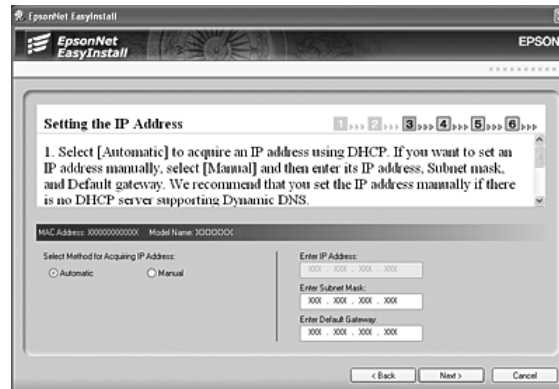 EpsonNet EasyInstall
EpsonNet
EasyInstall
EPSON
Setting the IP Address
1 2 3 4 5 6
1. Select [Automatic] to acquire an IP address using DHCP. If you want to set an
IP address manually, select [Manual] and then enter its IP address, Subnet mask,
and Default gateway. We recommend that you set the IP address manually if there
is no DHCP server supporting Dynamic DNS.
MAC Address: XXXXXXXXXXXX Model Name: XXXXXXX
Select Method for Acquiring IP Address:
Automatic Manual
Enter IP Address:
XXX . XXX . XXX . XXX
Enter Subnet Mask:
XXX . XXX . XXX . XXX
Enter Default Gateway:
XXX . XXX . XXX . XXX
< Back Next > Cancel